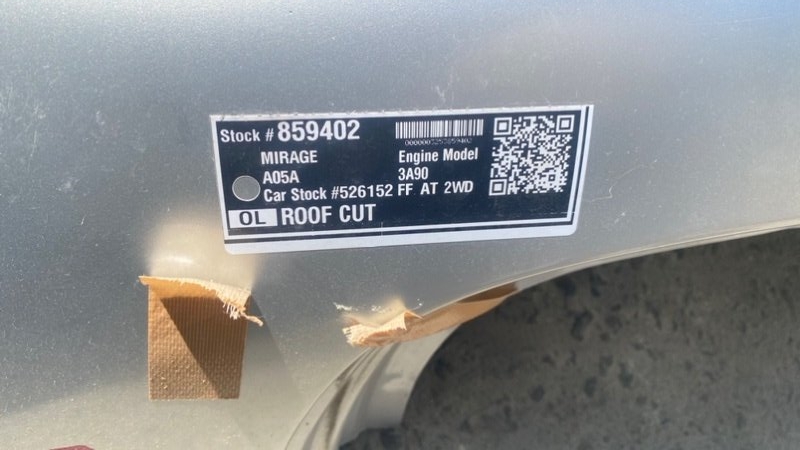 Stock # 859402
MIRAGE Engine Model
A05A 3A90
Car Stock #526152 FF AT 2WD
OL ROOF CUT